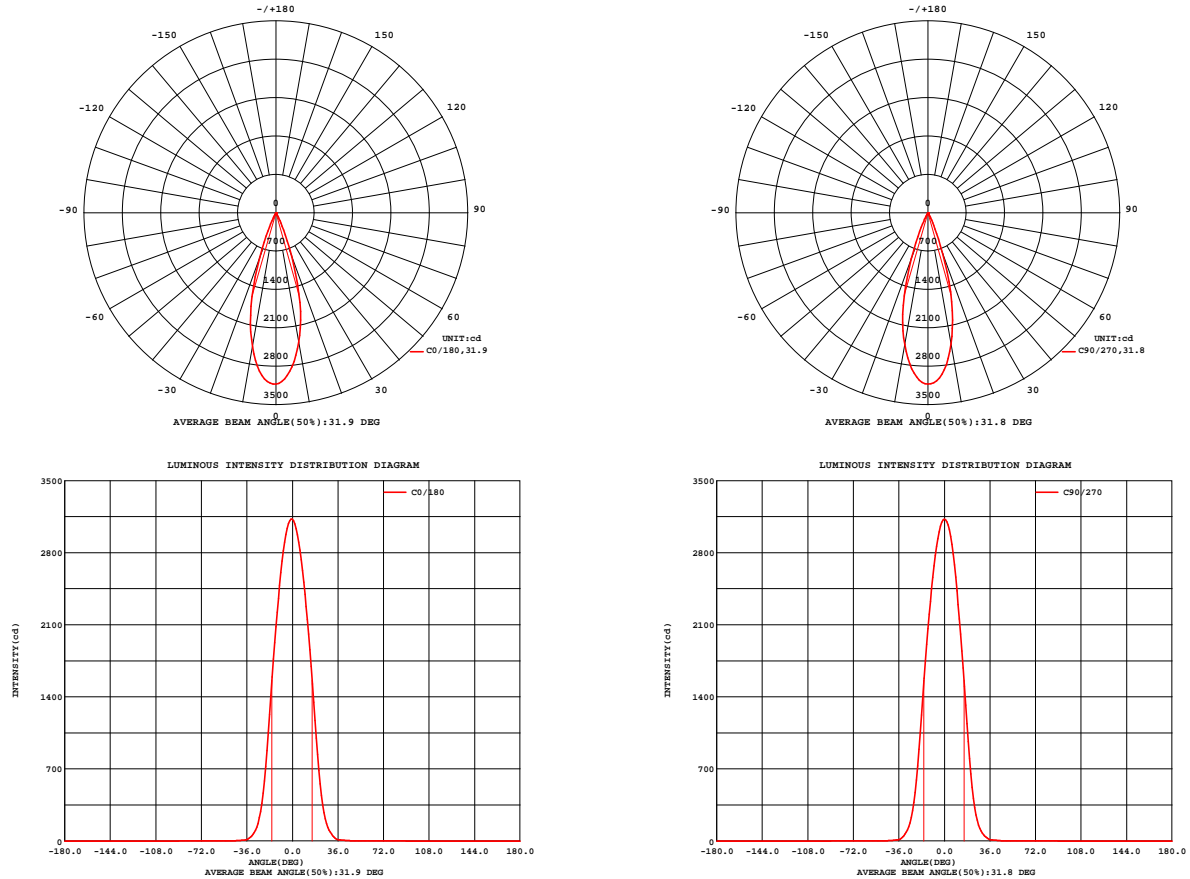 -/+180
-150 150
-120 120
-90 90
-60 60
-30 30
0
0
700
1400
2100
2800
3500
UNIT:cd
C0/180,31.9
AVERAGE BEAM ANGLE(50%):31.9 DEG
-/+180
-150 150
-120 120
-90 90
-60 60
-30 30
0
0
700
1400
2100
2800
3500
UNIT:cd
C90/270,31.8
AVERAGE BEAM ANGLE(50%):31.8 DEG
LUMINOUS INTENSITY DISTRIBUTION DIAGRAM
C0/180
3500
2800
2100
1400
700
0
INTENSITY(cd)
-180.0 -144.0 -108.0 -72.0 -36.0 0.0 36.0 72.0 108.0 144.0 180.0
ANGLE(DEG)
AVERAGE BEAM ANGLE(50%):31.9 DEG
LUMINOUS INTENSITY DISTRIBUTION DIAGRAM
C90/270
3500
2800
2100
1400
700
0
INTENSITY(cd)
-180.0 -144.0 -108.0 -72.0 -36.0 0.0 36.0 72.0 108.0 144.0 180.0
ANGLE(DEG)
AVERAGE BEAM ANGLE(50%):31.8 DEG